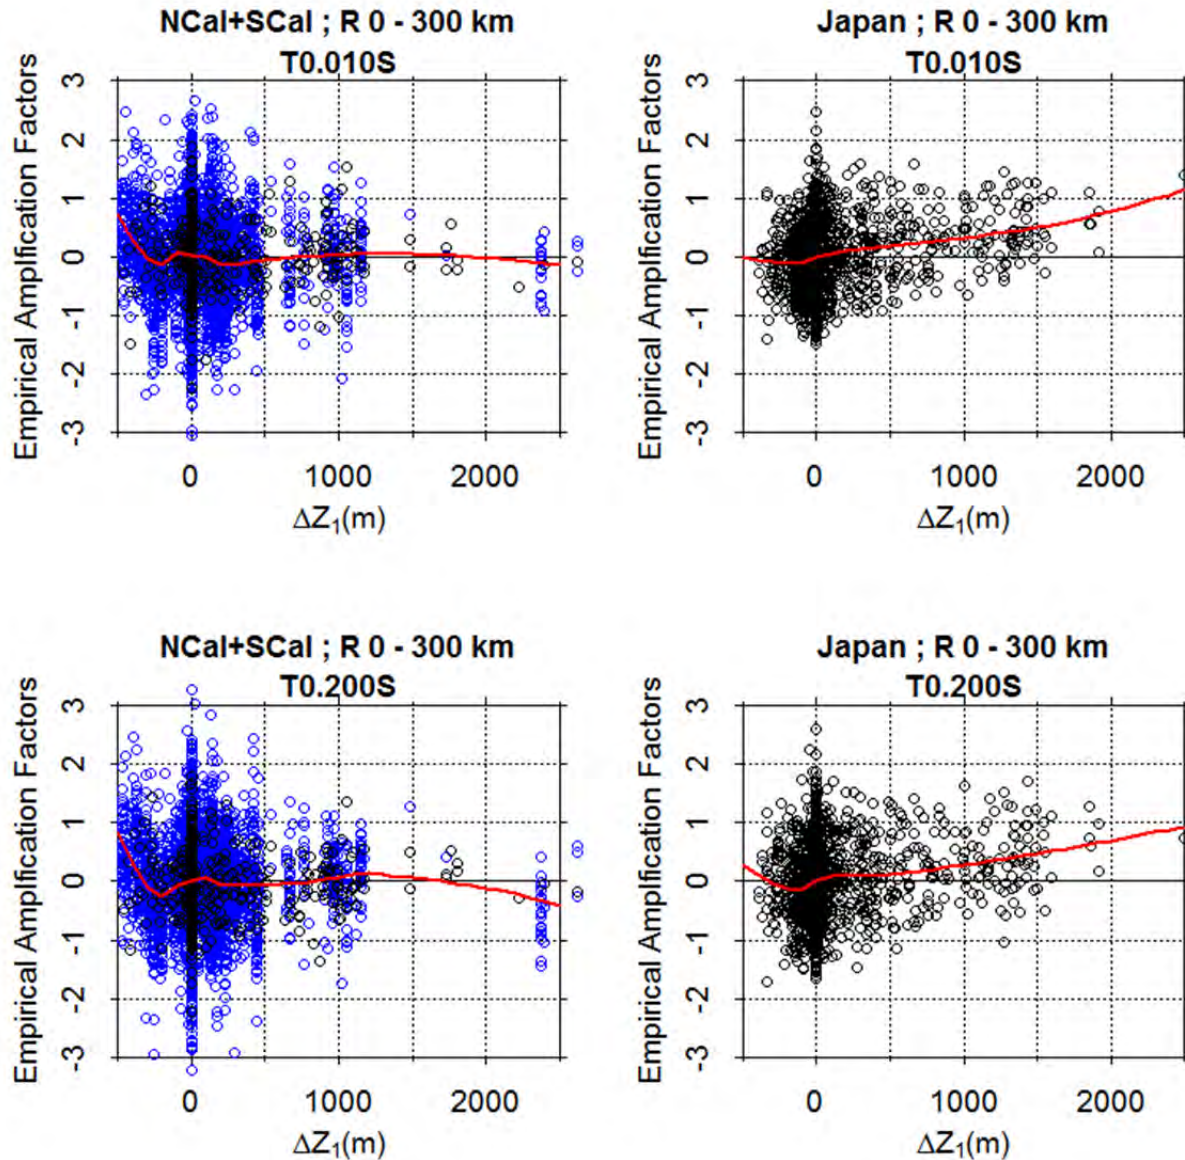 NCal+SCal ; R 0 - 300 km
T0.010S
Empirical Amplfication Factors
3
2
1
0
-1
-2
-3
0 1000 2000
ΔZ₁(m)
Japan ; R 0 - 300 km
T0.010S
Empirical Amplfication Factors
3
2
1
0
-1
-2
-3
0 1000 2000
ΔZ₁(m)
NCal+SCal ; R 0 - 300 km
T0.200S
Empirical Amplfication Factors
3
2
1
0
-1
-2
-3
0 1000 2000
ΔZ₁(m)
Japan ; R 0 - 300 km
T0.200S
Empirical Amplfication Factors
3
2
1
0
-1
-2
-3
0 1000 2000
ΔZ₁(m)